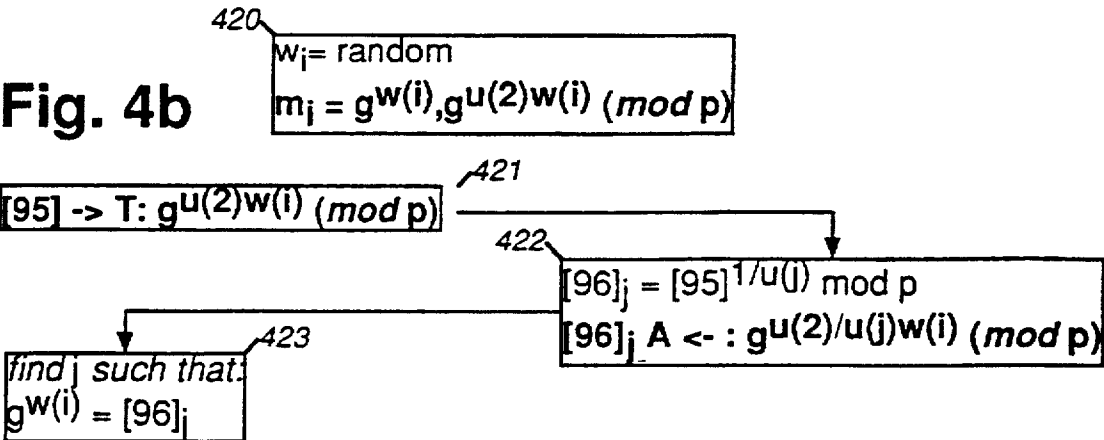 420
w_i= random
Fig. 4b
m_i = g^w(i),g^u(2)w(i) (mod p)
421
[95] -> T: g^u(2)w(i) (mod p)
422
[96]_j = [95]^1/u(j) mod p
[96]_j A <- : g^u(2)/u(j)w(i) (mod p)
423
find j such that:
g^w(i) = [96]_j